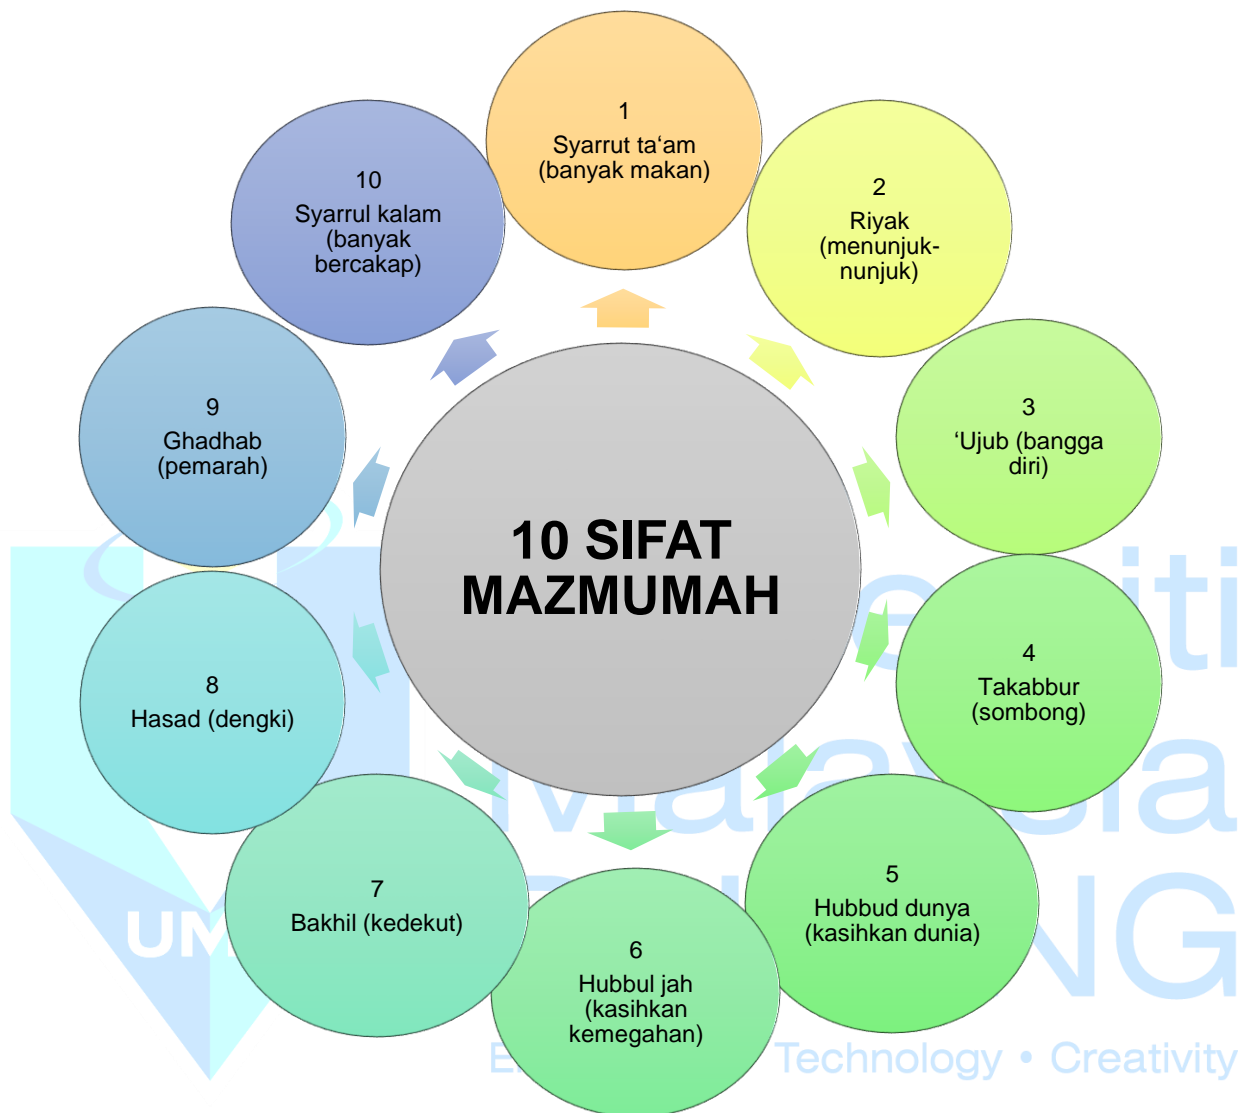 1
Syarrut ta‘am
(banyak makan)
2
Riyak
(menunjuk-
nunjuk)
3
‘Ujub (bangga
diri)
4
Takabbur
(sombong)
5
Hubbud dunya
(kasihkan dunia)
6
Hubbul jah
(kasihkan
kemegahan)
7
Bakhil (kedekut)
8
Hasad (dengki)
9
Ghadhab
(pemarah)
10
Syarrul kalam
(banyak
bercakap)
10 SIFAT
MAZMUMAH
Malaysia
Technology • Creativity